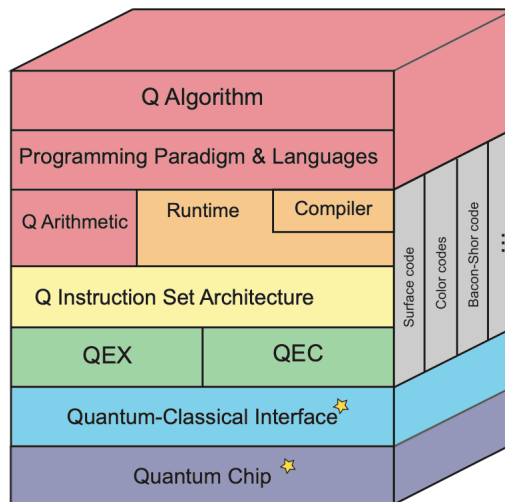 Q Algorithm
Programming Paradigm & Languages
Q Arithmetic
Runtime
Compiler
Q Instruction Set Architecture
QEX
QEC
Quantum-Classical Interface
Quantum Chip
Surface code
Color codes
Bacon-Shor code
...